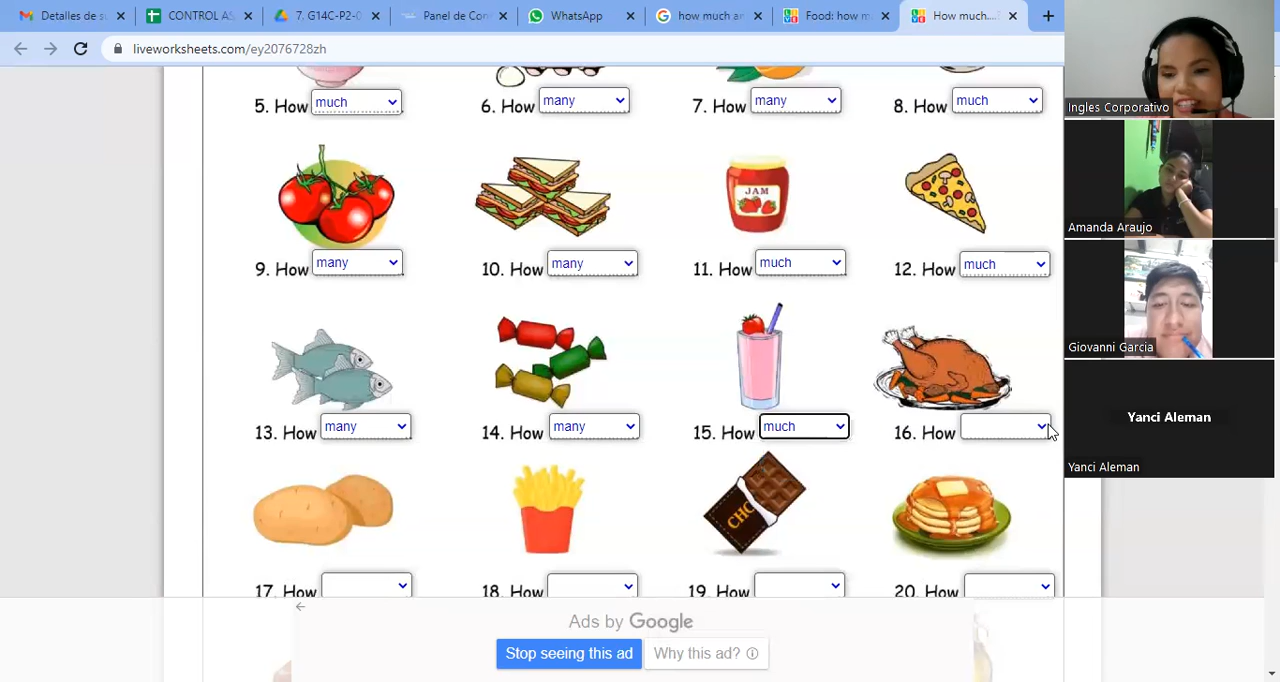 Detalles de su
CONTROL AS
7, G14C-P2-0
Panel de Con
WhatsApp
how much an
Food: how m
How much...?
liveworksheets.com/ey2076728zh
Ingles Corporativo
5. How much
6. How many
7. How many
8. How much
JAM
Amanda Araujo
9. How many
10. How many
11. How much
12. How much
Giovanni Garcia
13. How many
14. How many
15. How much
16. How
Yanci Aleman
Yanci Aleman
CHO
17. How
18. How
19. How
20. How
Ads by Google
Stop seeing this ad
Why this ad?